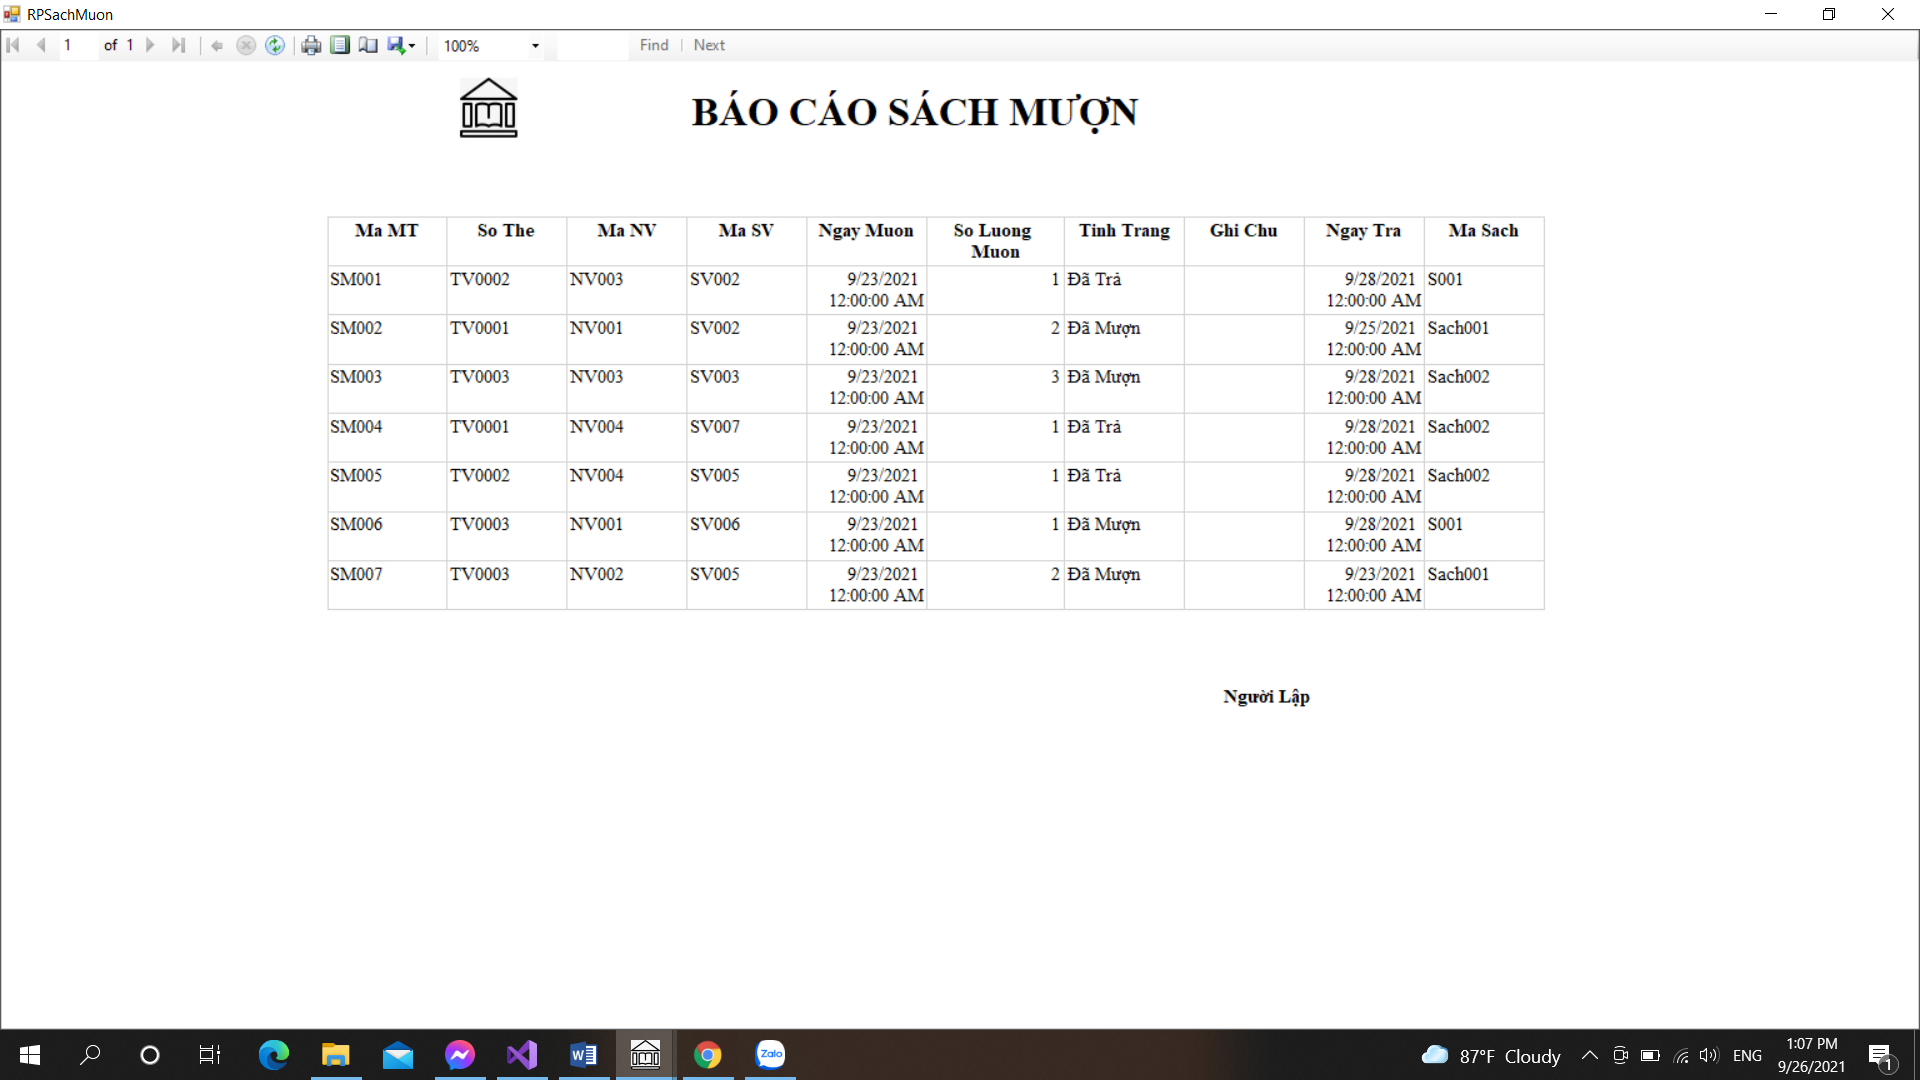 RPSachMuon
1 of 1 100% Find Next
BÁO CÁO SÁCH MƯỢN
Ma MT So The Ma NV Ma SV Ngay Muon So Luong Muon Tinh Trang Ghi Chu Ngay Tra Ma Sach
SM001 TV0002 NV003 SV002 9/23/2021 12:00:00 AM 1 Đã Trả 9/28/2021 12:00:00 AM S001
SM002 TV0001 NV001 SV002 9/23/2021 12:00:00 AM 2 Đã Mượn 9/25/2021 12:00:00 AM Sach001
SM003 TV0003 NV003 SV003 9/23/2021 12:00:00 AM 3 Đã Mượn 9/28/2021 12:00:00 AM Sach002
SM004 TV0001 NV004 SV007 9/23/2021 12:00:00 AM 1 Đã Trả 9/28/2021 12:00:00 AM Sach002
SM005 TV0002 NV004 SV005 9/23/2021 12:00:00 AM 1 Đã Trả 9/28/2021 12:00:00 AM Sach002
SM006 TV0003 NV001 SV006 9/23/2021 12:00:00 AM 1 Đã Mượn 9/28/2021 12:00:00 AM S001
SM007 TV0003 NV002 SV005 9/23/2021 12:00:00 AM 2 Đã Mượn 9/23/2021 12:00:00 AM Sach001
Người Lập
Zalo 87°F Cloudy ENG 1:07 PM
9/26/2021 1